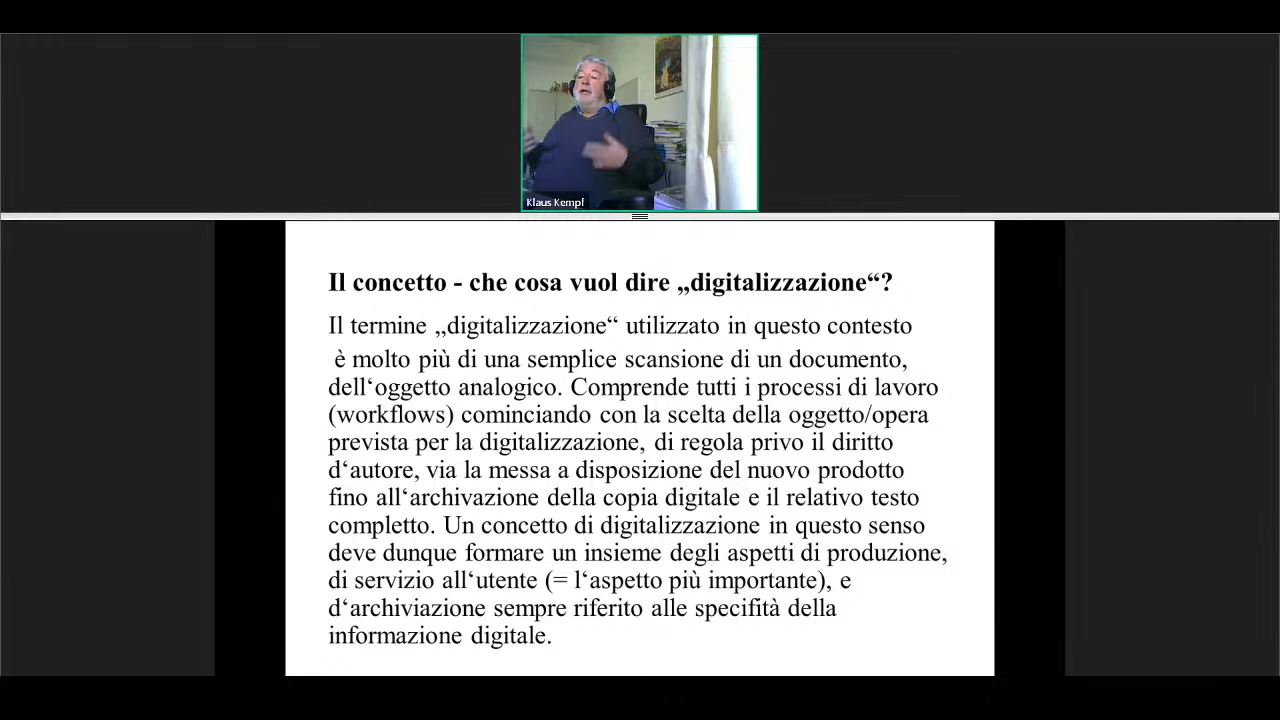 Klaus Kempf
Il concetto - che cosa vuol dire „digitalizzazione“?
Il termine „digitalizzazione“ utilizzato in questo contesto
è molto più di una semplice scansione di un documento,
dell‘oggetto analogico. Comprende tutti i processi di lavoro
(workflows) cominciando con la scelta della oggetto/opera
prevista per la digitalizzazione, di regola privo il diritto
d‘autore, via la messa a disposizione del nuovo prodotto
fino all‘archivazione della copia digitale e il relativo testo
completto. Un concetto di digitalizzazione in questo senso
deve dunque formare un insieme degli aspetti di produzione,
di servizio all‘utente (= l‘aspetto più importante), e
d‘archiviazione sempre riferito alle specifità della
informazione digitale.